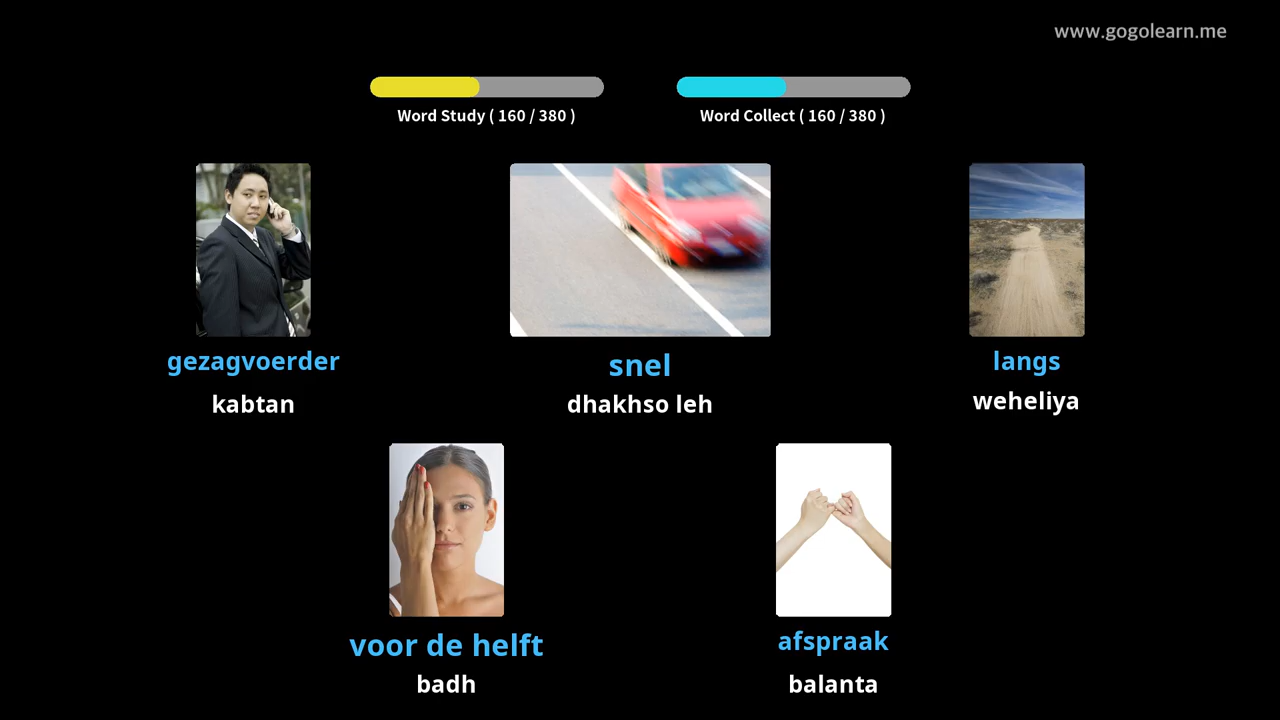 www.gogolearn.me
Word Study ( 160 / 380 )
Word Collect ( 160 / 380 )
gezagvoerder
kabtan
snel
dhakhso leh
langs
weheliya
voor de helft
badh
afspraak
balanta